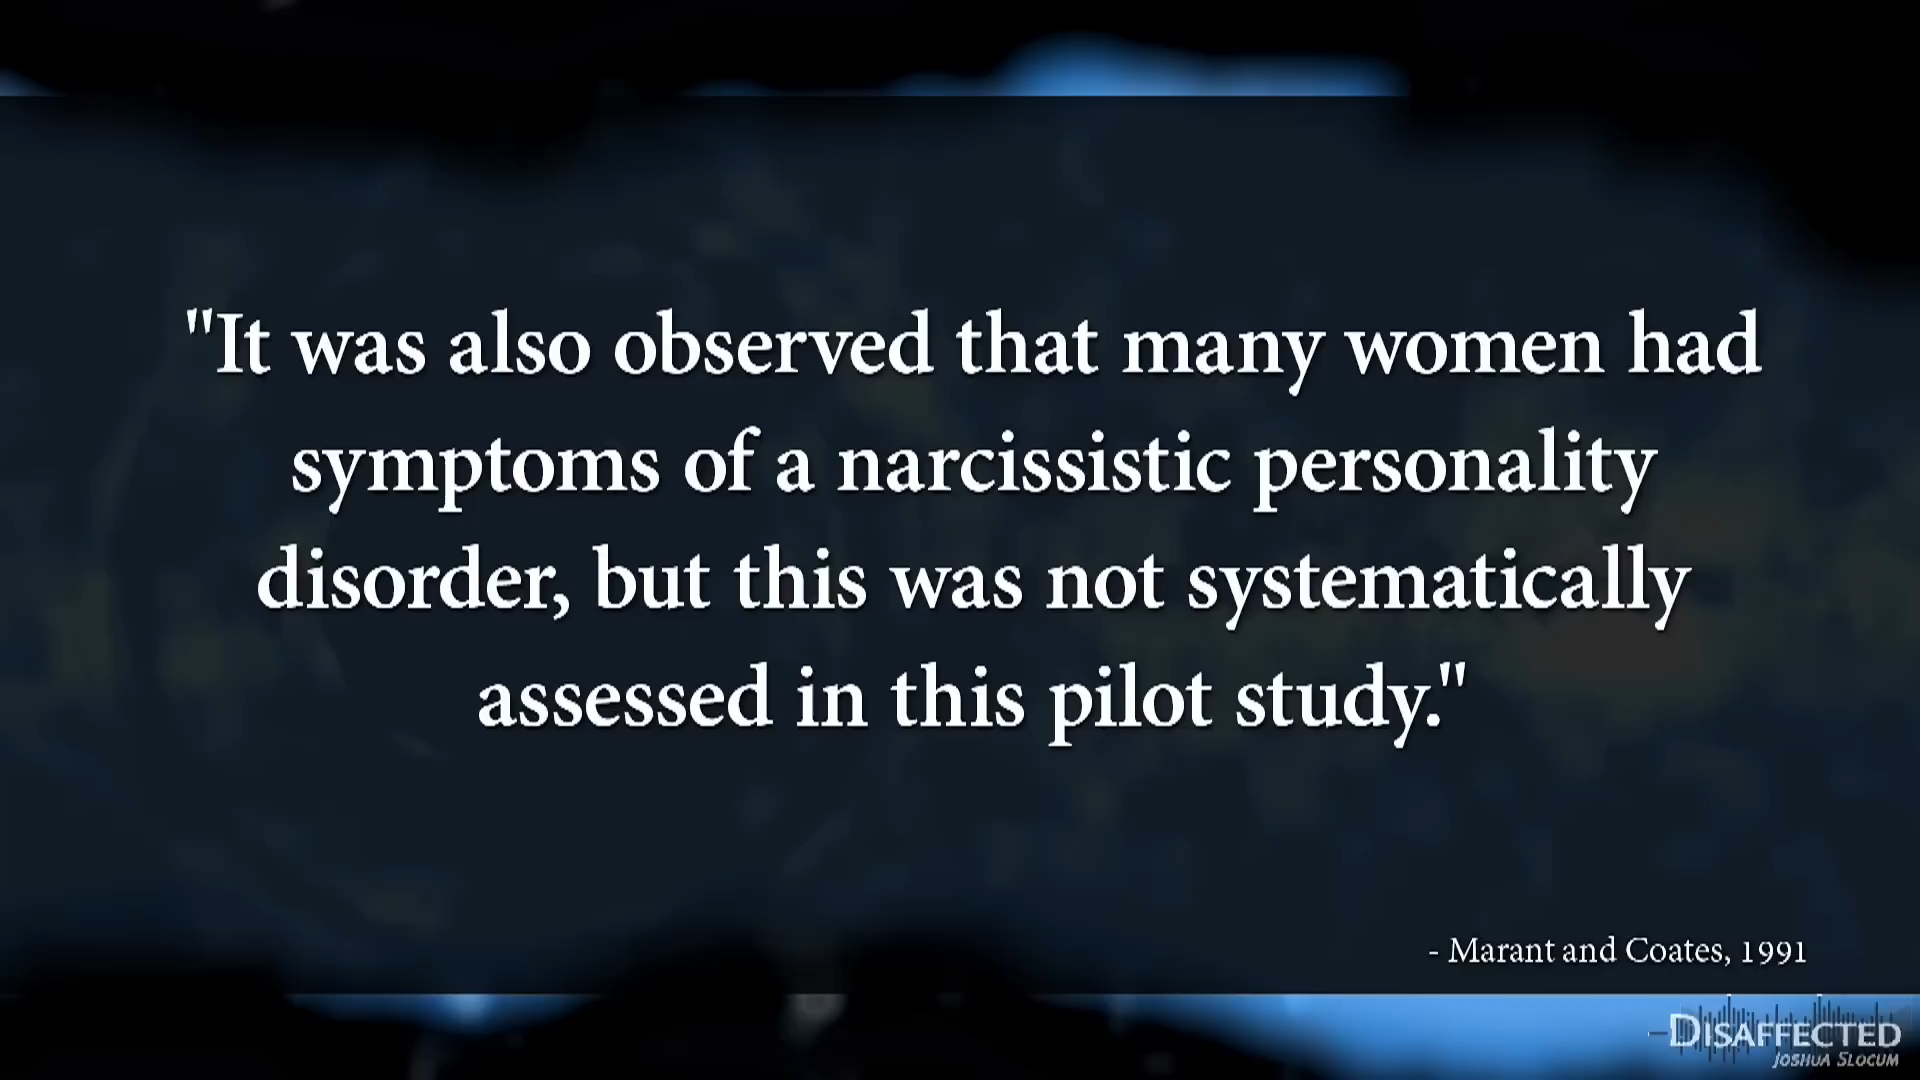 "It was also observed that many women had
symptoms of a narcissistic personality
disorder, but this was not systematically
assessed in this pilot study."
- Marant and Coates, 1991
DISAFFECTED
JOSHUA SLOCUM